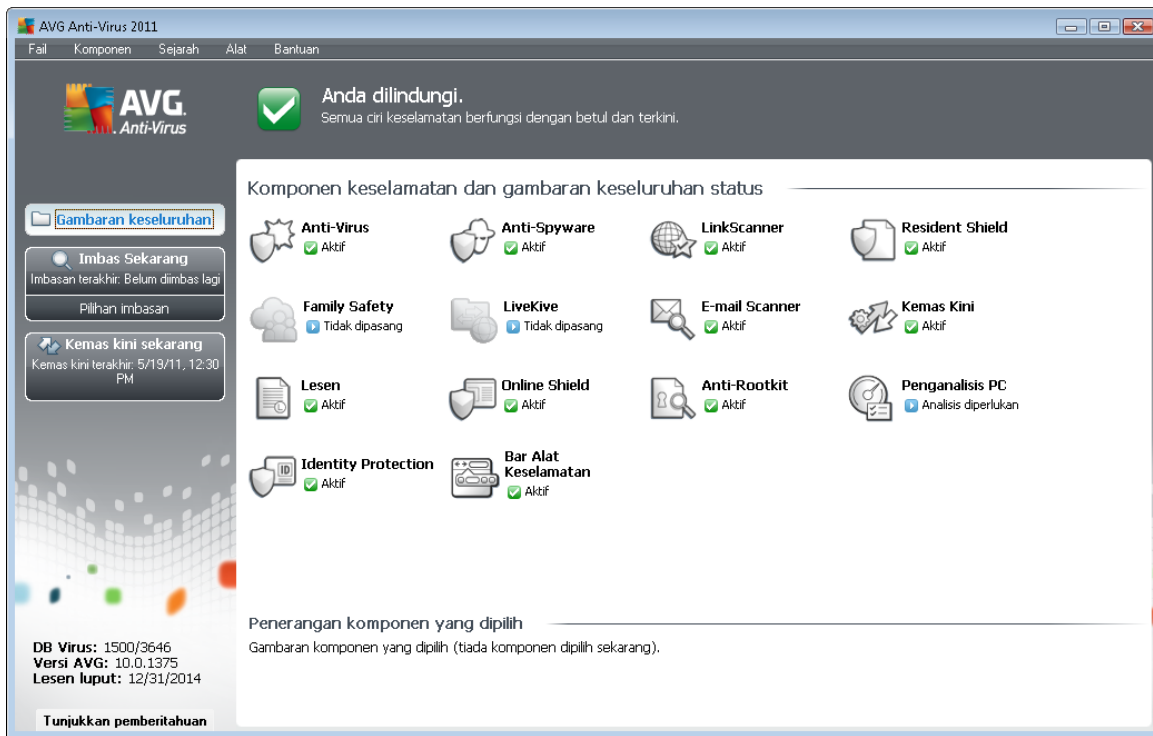 AVG Anti-Virus 2011
Fail Komponen Sejarah Alat Bantuan
AVG.
Anti-Virus
Anda dilindungi.
Semua ciri keselamatan berfungsi dengan betul dan terkini.
Gambaran keseluruhan
Imbas Sekarang
Imbasan terakhir: Belum diimbas lagi
Pilihan imbasan
Kemas kini sekarang
Kemas kini terakhir: 5/19/11, 12:30
PM
Komponen keselamatan dan gambaran keseluruhan status
Anti-Virus
Aktif
Anti-Spyware
Aktif
LinkScanner
Aktif
Resident Shield
Aktif
Family Safety
Tidak dipasang
LiveKive
Tidak dipasang
E-mail Scanner
Aktif
Kemas Kini
Aktif
Lesen
Aktif
Online Shield
Aktif
Anti-Rootkit
Aktif
Penganalisis PC
Analisis diperlukan
Identity Protection
Aktif
Bar Alat
Keselamatan
Aktif
ID
Penerangan komponen yang dipilih
Gambaran komponen yang dipilih (tiada komponen dipilih sekarang).
DB Virus: 1500/3646
Versi AVG: 10.0.1375
Lesen luput: 12/31/2014
Tunjukkan pemberitahuan